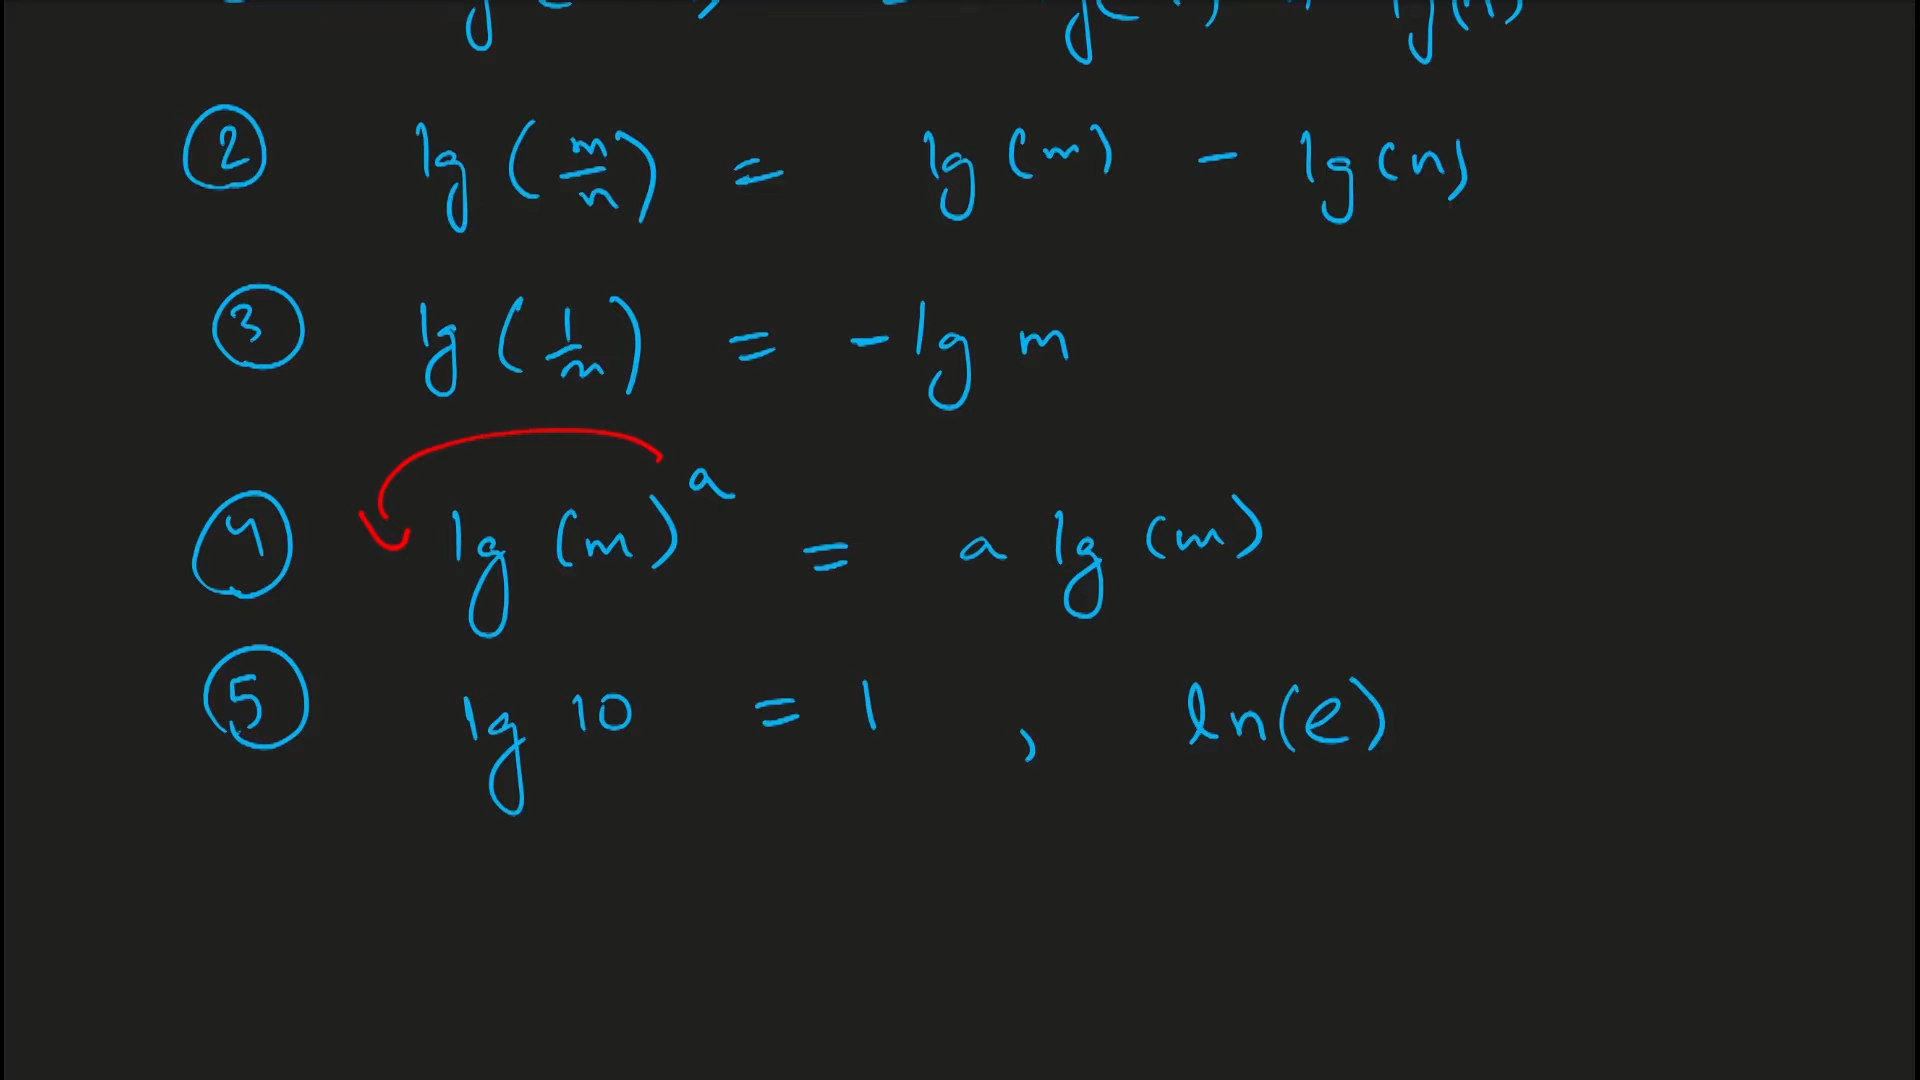 ② lg(m/n) = lg(m) - lg(n)
③ lg(1/m) = -lg m
④ lg(m)^a = a lg(m)
⑤ lg 10 = 1 , ln(e)